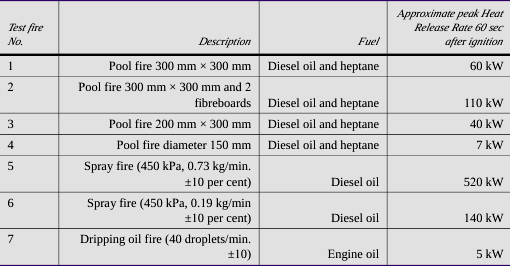 Test fire No. Description Fuel Approximate peak Heat Release Rate 60 sec after ignition
1 Pool fire 300 mm × 300 mm Diesel oil and heptane 60 kW
2 Pool fire 300 mm × 300 mm and 2 fibreboards Diesel oil and heptane 110 kW
3 Pool fire 200 mm × 300 mm Diesel oil and heptane 40 kW
4 Pool fire diameter 150 mm Diesel oil and heptane 7 kW
5 Spray fire (450 kPa, 0.73 kg/min. ±10 per cent) Diesel oil 520 kW
6 Spray fire (450 kPa, 0.19 kg/min ±10 per cent) Diesel oil 140 kW
7 Dripping oil fire (40 droplets/min. ±10) Engine oil 5 kW